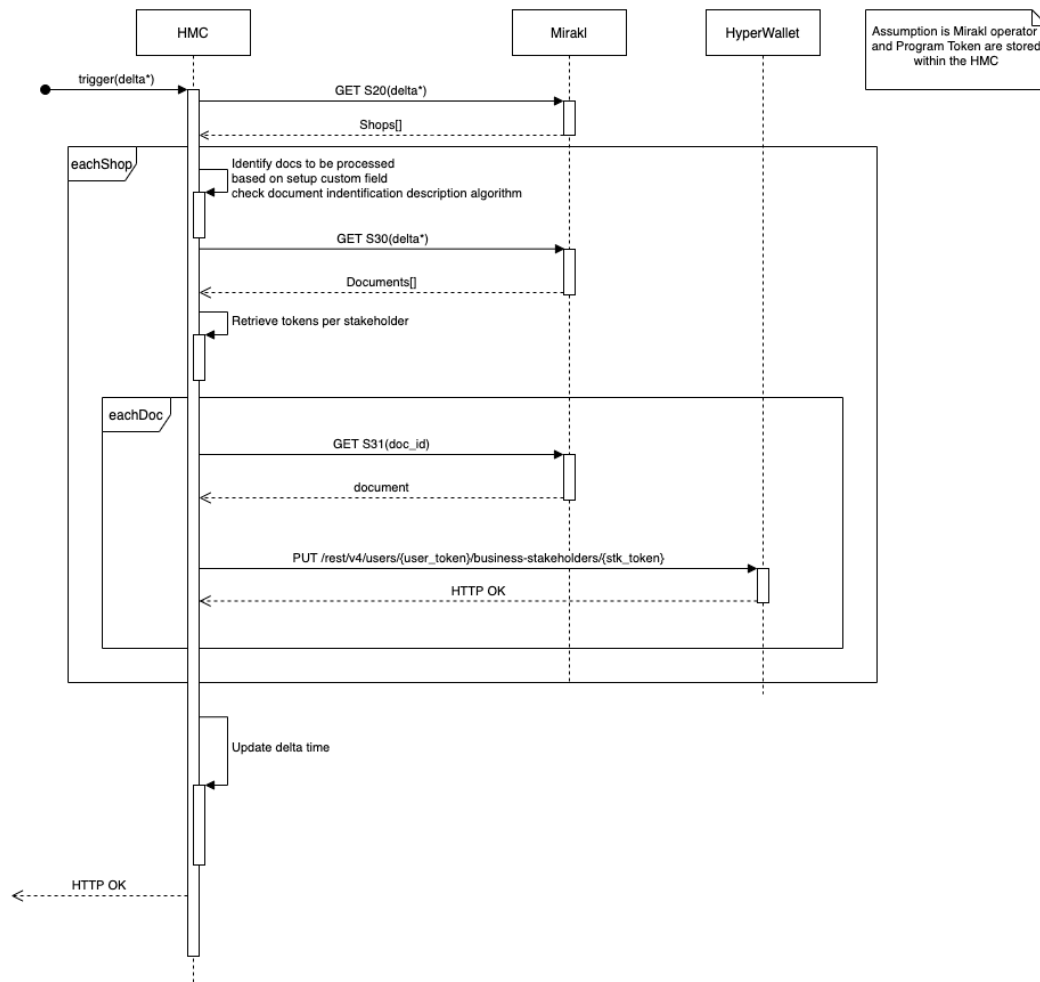 HMC
Mirakl
HyperWallet
Assumption is Mirakl operator
and Program Token are stored
within the HMC
trigger(delta*)
GET S20(delta*)
Shops[]
eachShop
Identify docs to be processed
based on setup custom field
check document indentification description algorithm
GET S30(delta*)
Documents[]
Retrieve tokens per stakeholder
eachDoc
GET S31(doc_id)
document
PUT /rest/v4/users/{user_token}/business-stakeholders/{stk_token}
HTTP OK
Update delta time
HTTP OK